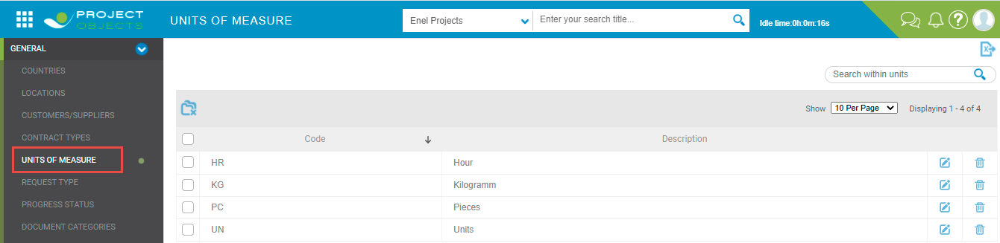 PROJECT
OBJECTS
UNITS OF MEASURE
Enel Projects
Enter your search title...
Idle time:0h:0m:16s
?
GENERAL
COUNTRIES
LOCATIONS
CUSTOMERS/SUPPLIERS
CONTRACT TYPES
UNITS OF MEASURE
REQUEST TYPE
PROGRESS STATUS
DOCUMENT CATEGORIES
Search within units
Show 10 Per Page Displaying 1 - 4 of 4
Code Description
HR Hour
KG Kilogramm
PC Pieces
UN Units